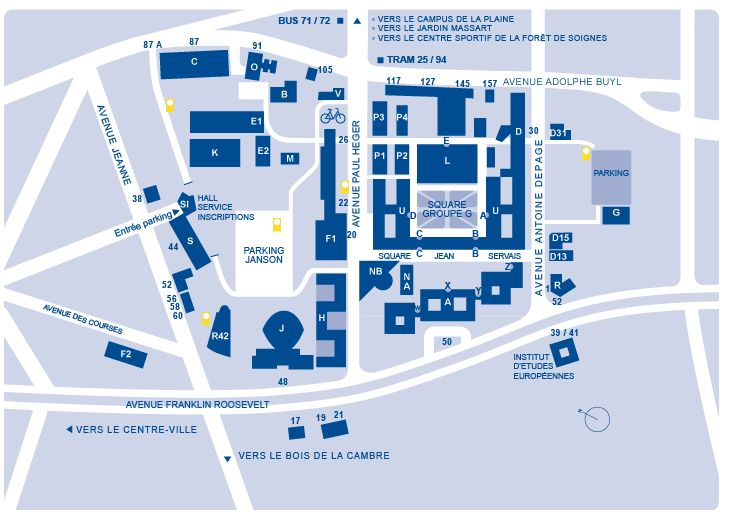 BUS 71 / 72
◦ VERS LE CAMPUS DE LA PLAINE
◦ VERS LE JARDIN MASSART
◦ VERS LE CENTRE SPORTIF DE LA FORÊT DE SOIGNES
TRAM 25 / 94
87 A
87
91
105
117
127
145
157
AVENUE ADOLPHE BUYL
C
O
B
V
P3
P4
D
D31
30
E1
E2
K
M
26
E
L
P1
P2
PARKING
AVENUE JEANNE
AVENUE PAUL HEGER
AVENUE ANTOINE DEPAGE
38
SI
HALL
SERVICE
INSCRIPTIONS
Entrée parking
22
20
F1
U
D
SQUARE
GROUPE G
A
U
G
44
S
PARKING
JANSON
C
B
C
B
SQUARE JEAN SERVAIS
D15
D13
NB
NA
Z
X
Y
W
A
R
52
52
56
58
60
AVENUE DES COURSES
F2
R42
J
H
50
39 / 41
INSTITUT
D'ETUDES
EUROPÉENNES
48
AVENUE FRANKLIN ROOSEVELT
17
19
21
VERS LE CENTRE-VILLE
VERS LE BOIS DE LA CAMBRE